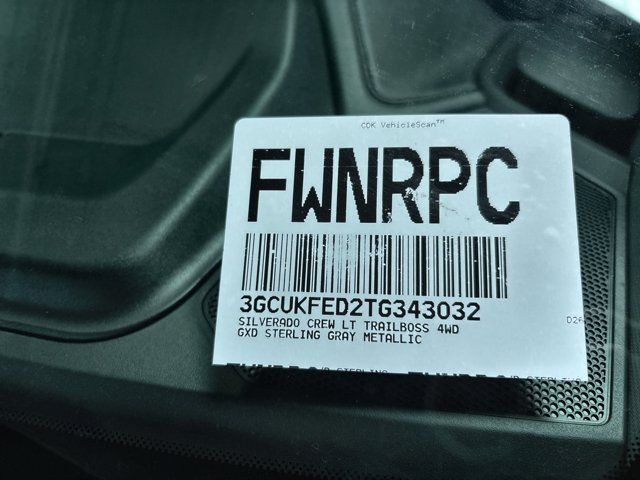 CDK VehicleScan™
FWNRPC
3GCUKFED2TG343032
SILVERADO CREW LT TRAILBOSS 4WD
GXD STERLING GRAY METALLIC